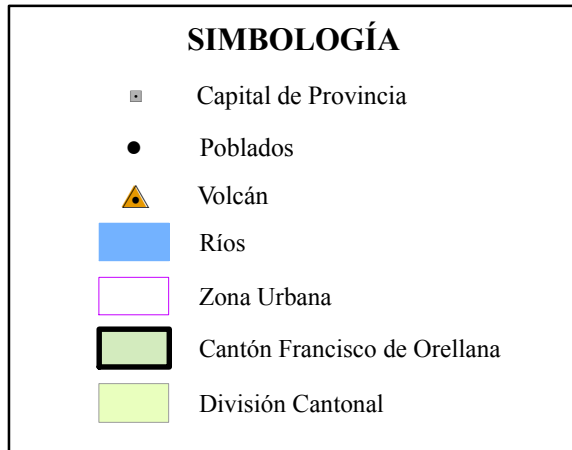 SIMBOLOGÍA
Capital de Provincia
Poblados
Volcán
Ríos
Zona Urbana
Cantón Francisco de Orellana
División Cantonal